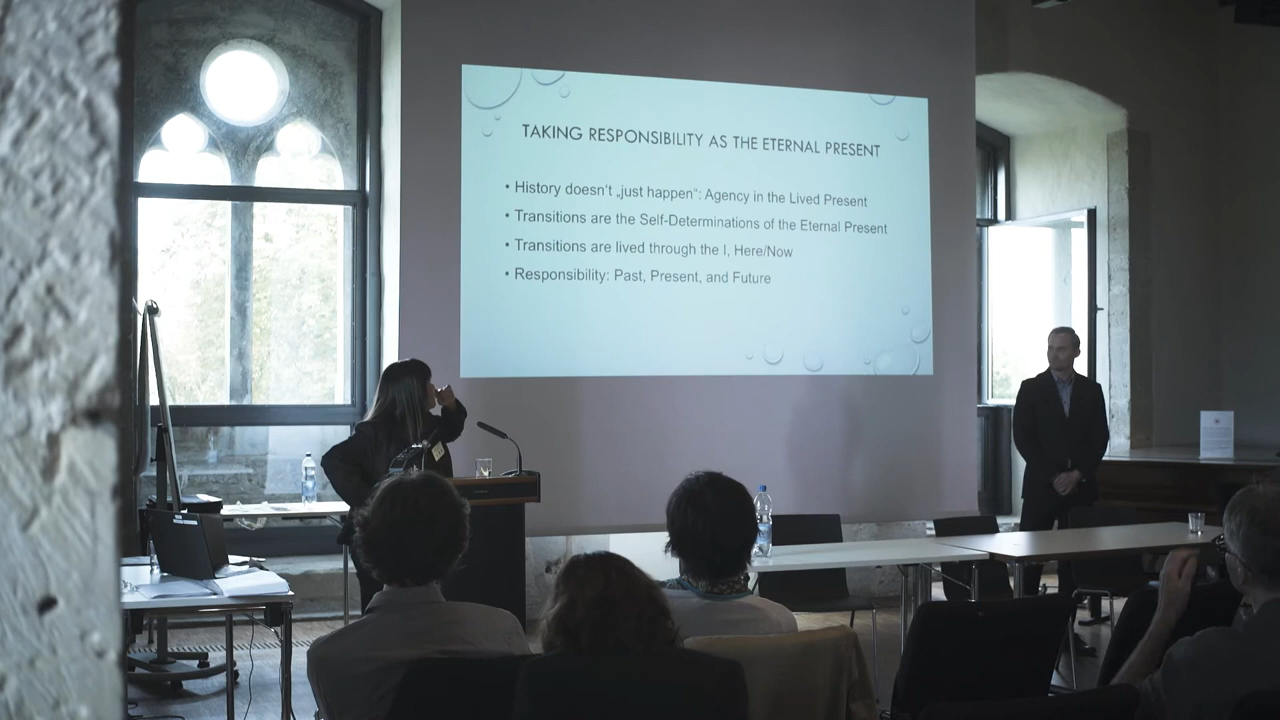 TAKING RESPONSIBILITY AS THE ETERNAL PRESENT
• History doesn't „just happen“: Agency in the Lived Present
• Transitions are the Self-Determinations of the Eternal Present
• Transitions are lived through the I, Here/Now
• Responsibility: Past, Present, and Future